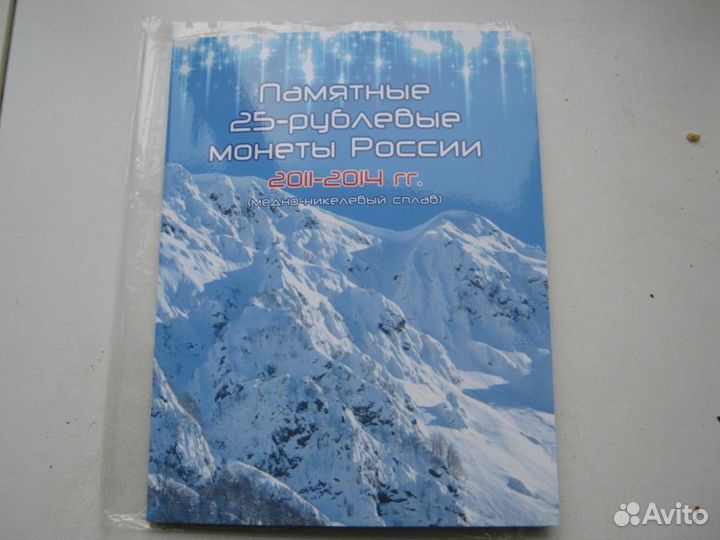 Памятные
25-рублевые
монеты России
2011-2014 гг.
(медно-никелевый сплав)
Avito